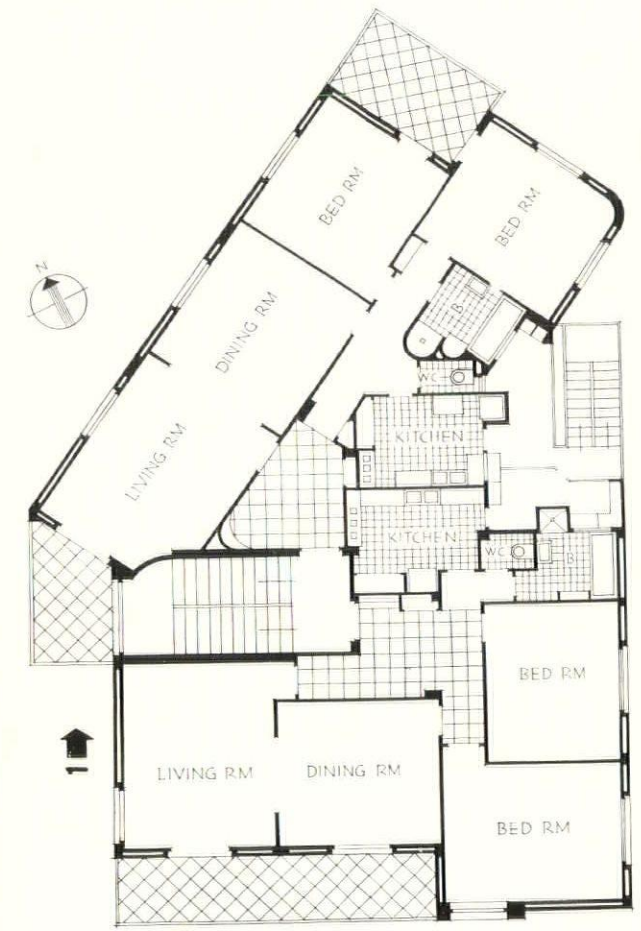 BED RM
BED RM
N
DINING RM
B
WC
LIVING RM
KITCHEN
KITCHEN
WC
B
BED RM
1
LIVING RM
DINING RM
BED RM